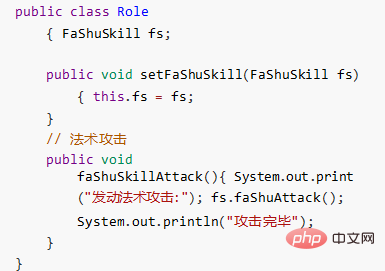 public class Role
{ FaShuSkill fs;
public void setFaShuSkill(FaShuSkill fs)
{ this.fs = fs;
}
// 法术攻击
public void
faShuSkillAttack(){ System.out.print
("发动法术攻击:"); fs.faShuAttack();
System.out.println("攻击完毕");
}
}
php 中文网